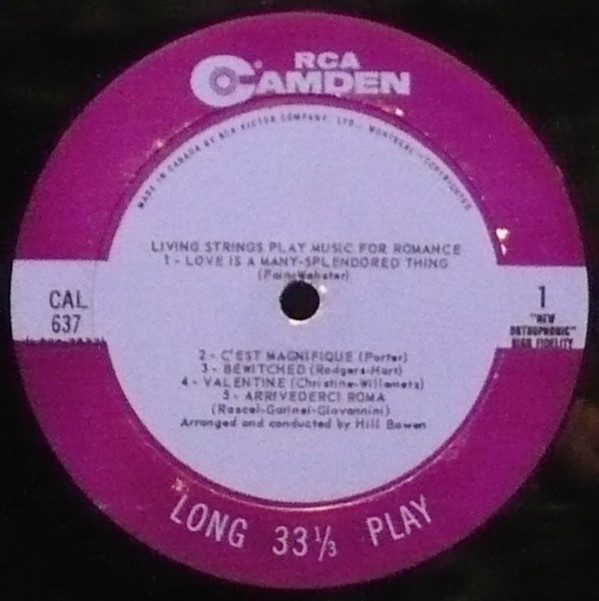 RCA
CAMDEN
MADE IN CANADA BY RCA VICTOR COMPANY, LTD., MONTREAL—COPYRIGHTED
LIVING STRINGS PLAY MUSIC FOR ROMANCE
1 - LOVE IS A MANY-SPLENDORED THING
(Fain-Webster)
CAL
637
1
"NEW
ORTHOPHONIC"
HIGH FIDELITY
2 - C'EST MAGNIFIQUE (Porter)
3 - BEWITCHED (Rodgers-Hart)
4 - VALENTINE (Christine-Willemetz)
5 - ARRIVEDERCI ROMA
(Rascel-Garinei-Giovannini)
Arranged and conducted by Hill Bowen
LONG 33⅓ PLAY